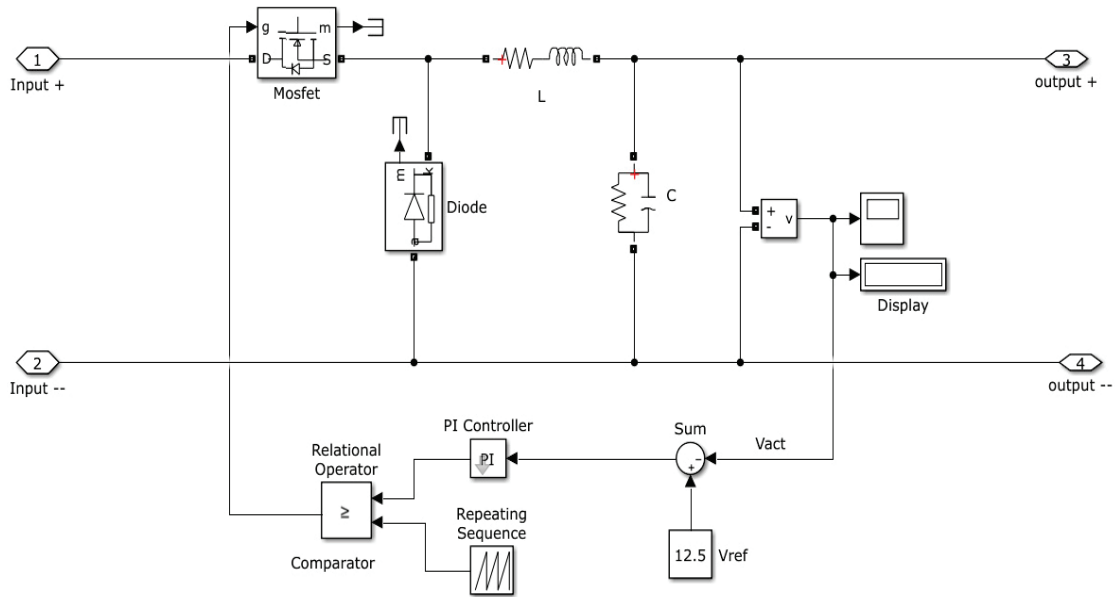 g
m
D
S
Mosfet
1
Input +
L
3
output +
m
k
a
Diode
C
+
-
v
Display
2
Input --
4
output --
PI Controller
PI
Sum
-
+
Vact
Relational
Operator
≥
Comparator
Repeating
Sequence
12.5
Vref